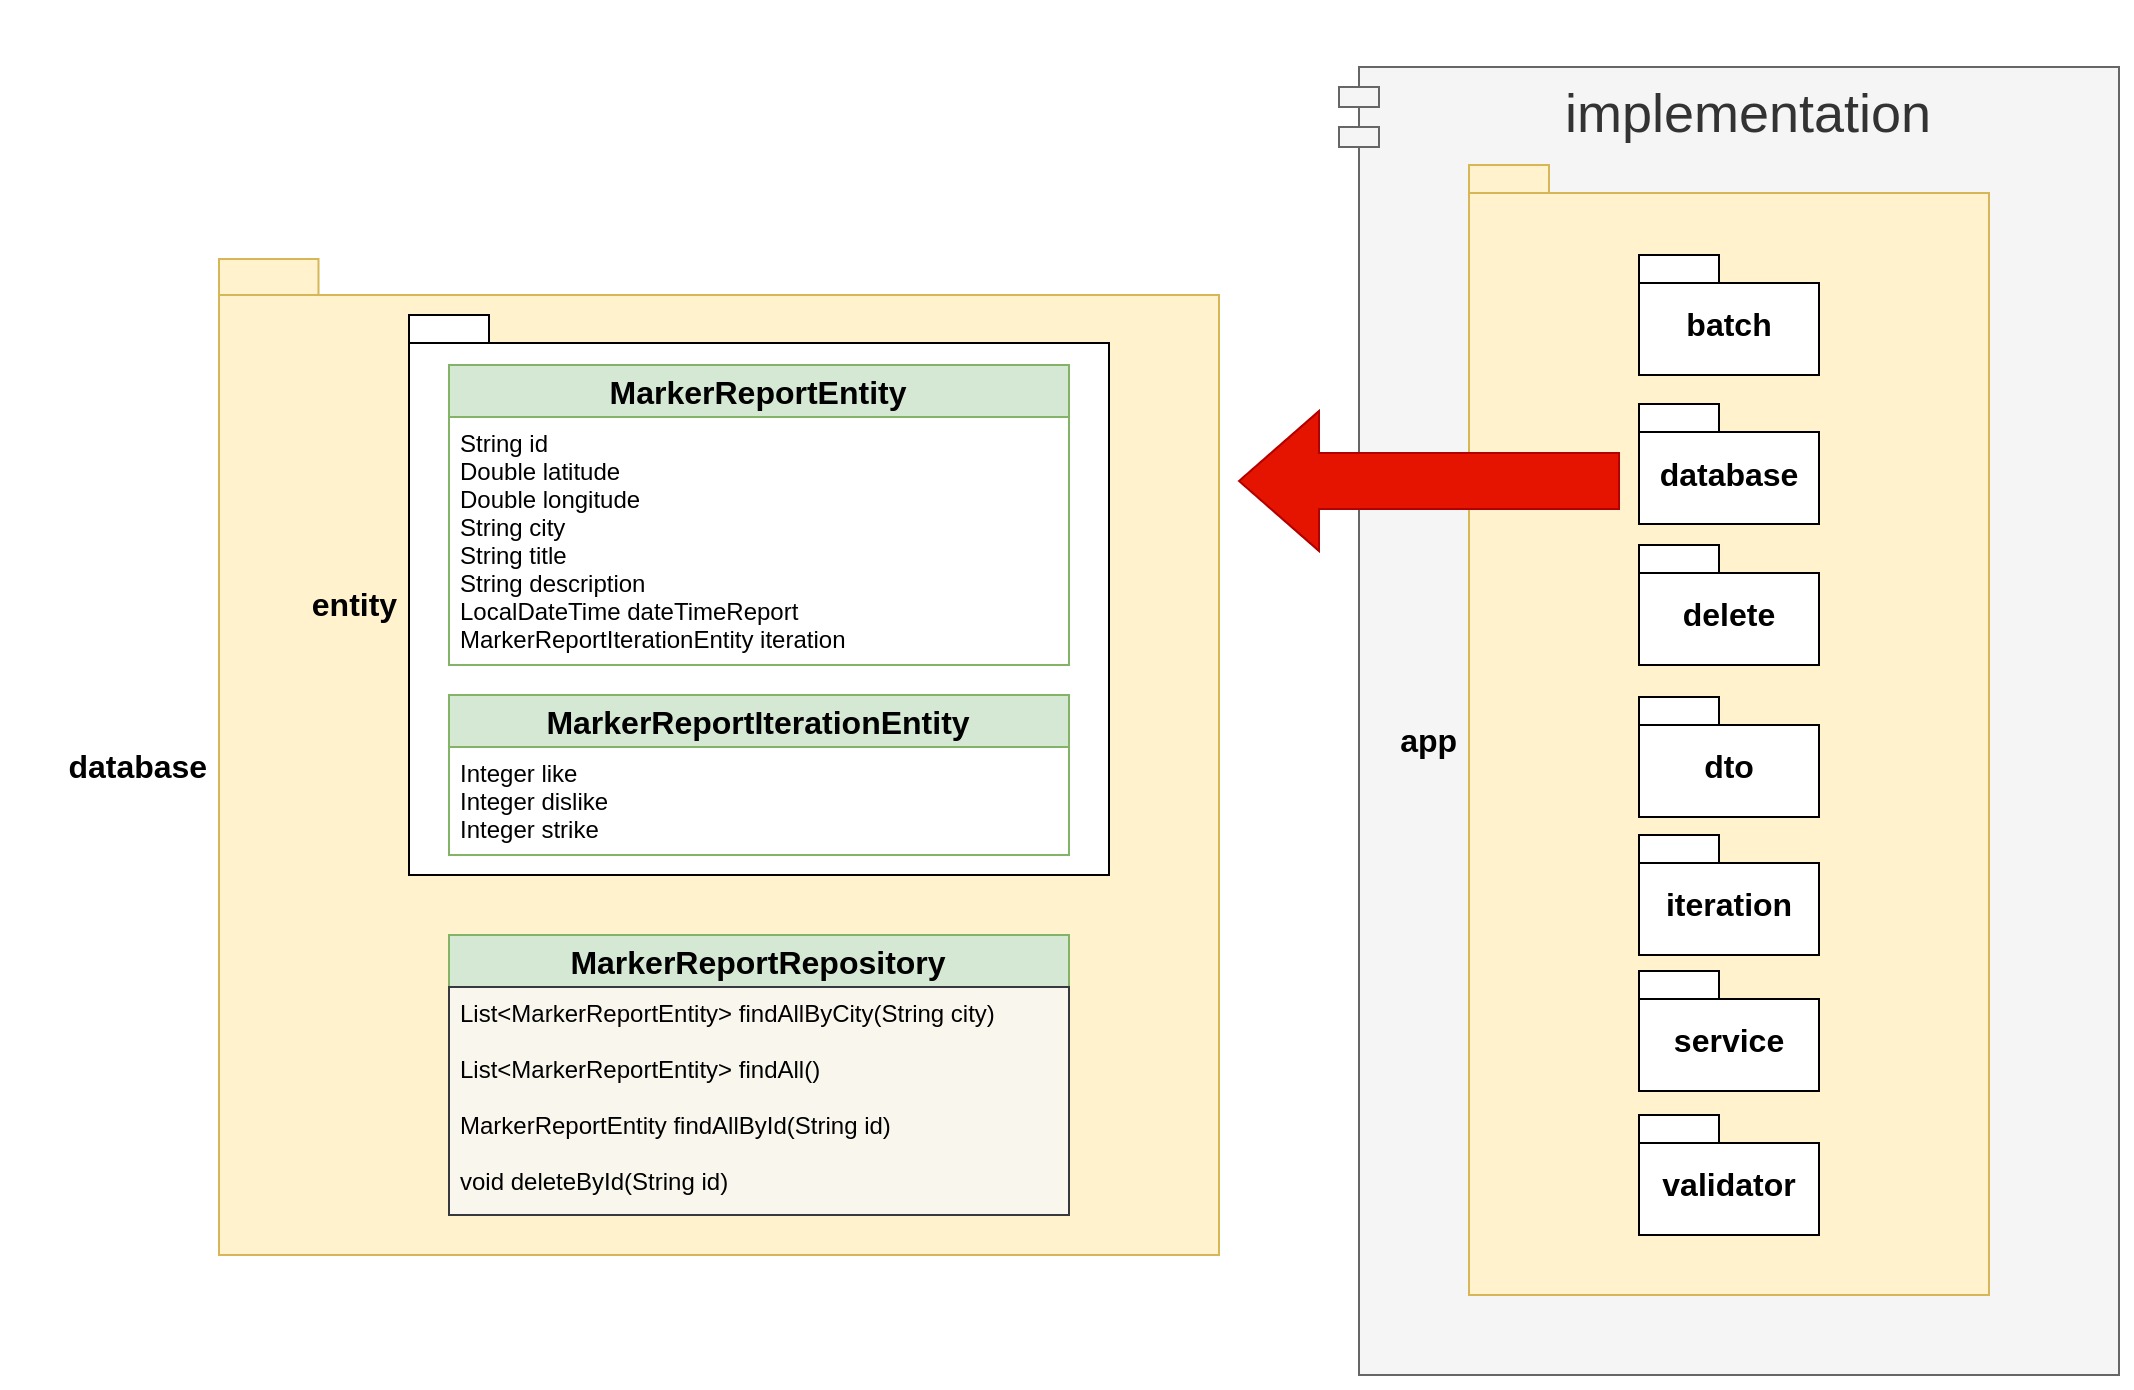 implementation
batch
database
delete
app
dto
iteration
service
validator
database
entity
MarkerReportEntity
String id
Double latitude
Double longitude
String city
String title
String description
LocalDateTime dateTimeReport
MarkerReportIterationEntity iteration
MarkerReportIterationEntity
Integer like
Integer dislike
Integer strike
MarkerReportRepository
List<MarkerReportEntity> findAllByCity(String city)
List<MarkerReportEntity> findAll()
MarkerReportEntity findAllById(String id)
void deleteById(String id)